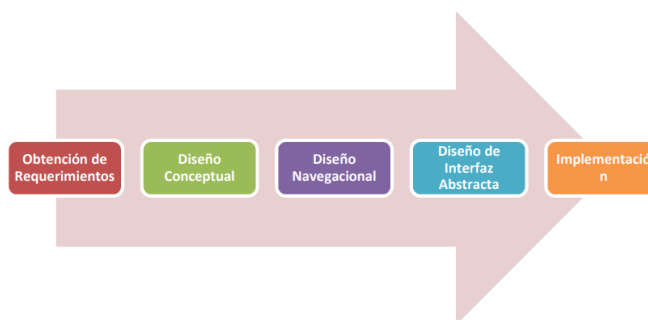 Obtención de
Requerimientos
Diseño
Conceptual
Diseño
Navegacional
Diseño de
Interfaz
Abstracta
Implementació
n